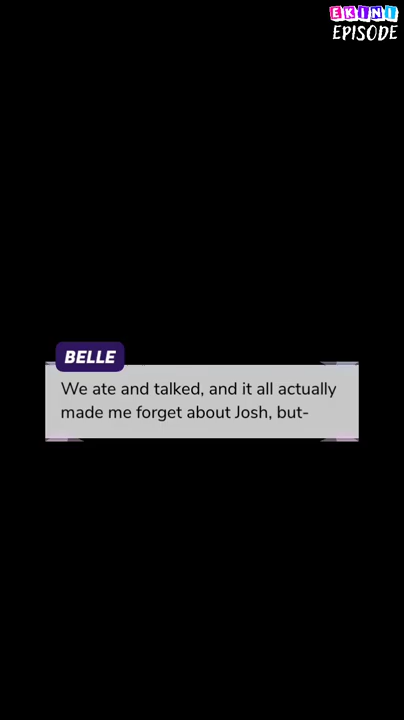 EKINI
EPISODE
BELLE
We ate and talked, and it all actually
made me forget about Josh, but-